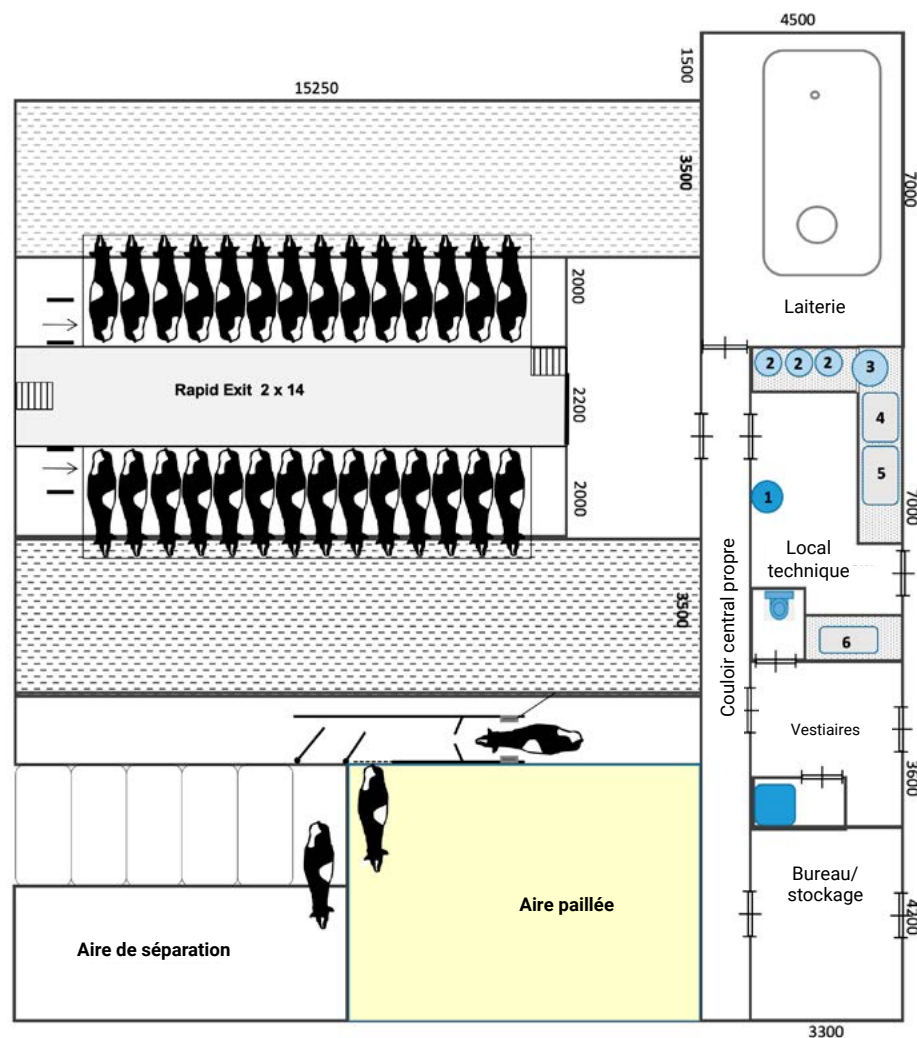 4500
1500
15250
3500
7000
2000
Laiterie
Rapid Exit 2 x 14
2200
2 2 2 3
4
5
1
2000
7000
Local
technique
Couloir central propre
3500
6
Vestiaires
3600
Bureau/
stockage
4200
Aire paillée
Aire de séparation
3300